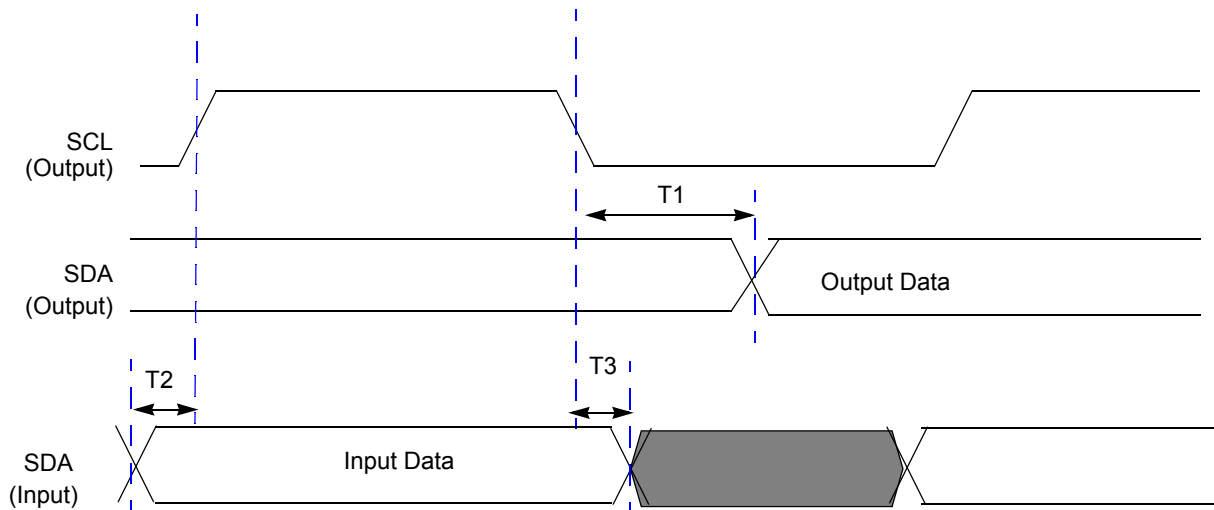 SCL
(Output)
T1
SDA
(Output)
Output Data
T2
T3
SDA
(Input)
Input Data